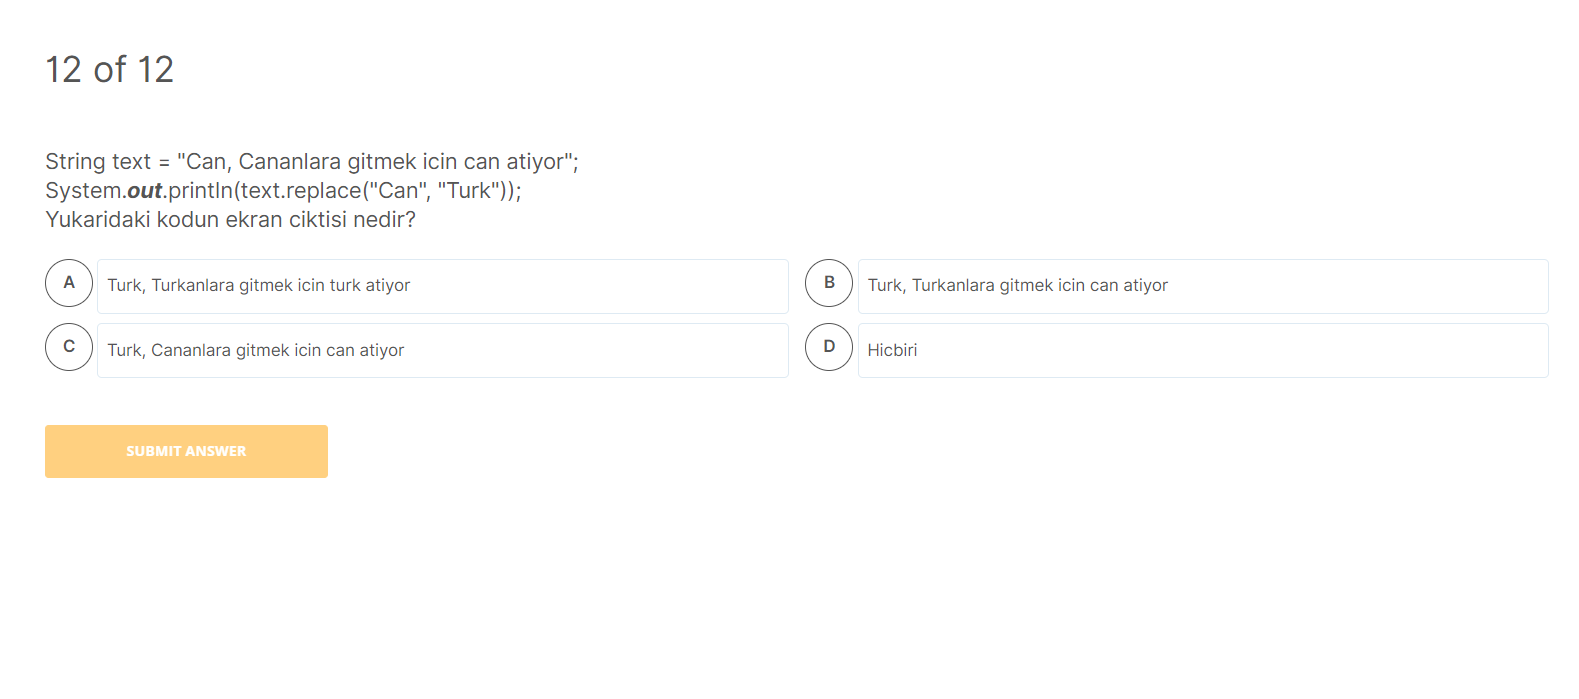 12 of 12
String text = "Can, Cananlara gitmek icin can atiyor";
System.out.println(text.replace("Can", "Turk"));
Yukaridaki kodun ekran ciktisi nedir?
A Turk, Turkanlara gitmek icin turk atiyor
B Turk, Turkanlara gitmek icin can atiyor
C Turk, Cananlara gitmek icin can atiyor
D Hicbiri
SUBMIT ANSWER